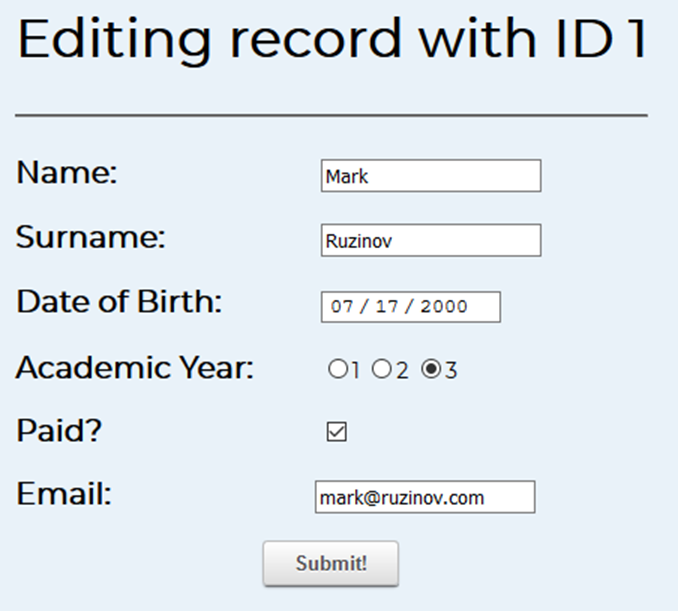 Editing record with ID 1
Name: Mark
Surname: Ruzinov
Date of Birth: 07 / 17 / 2000
Academic Year: 1 2 3
Paid?
Email: mark@ruzinov.com
Submit!